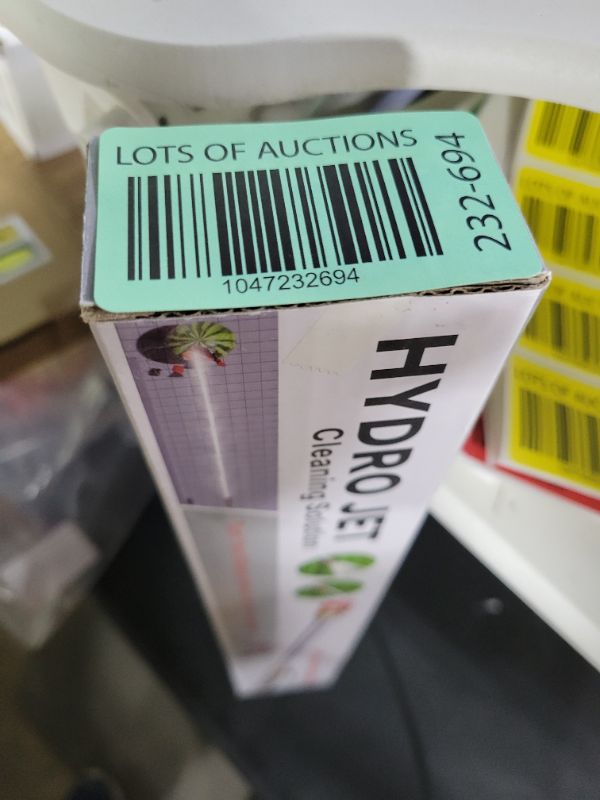 LOTS OF AUCTIONS
232-694
1047232694
HYDRO JET
Cleaning Solution